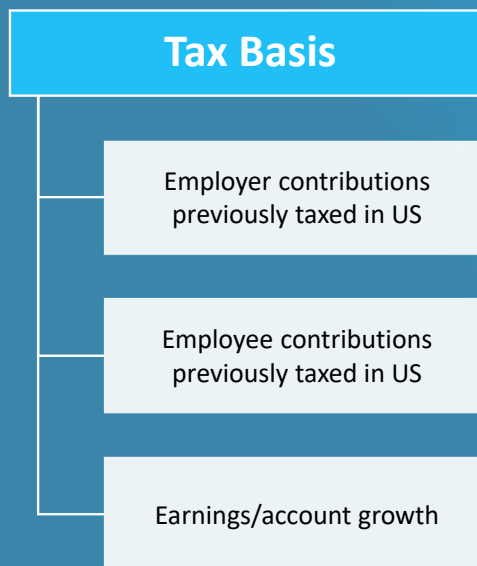 Tax Basis
Employer contributions
previously taxed in US
Employee contributions
previously taxed in US
Earnings/account growth